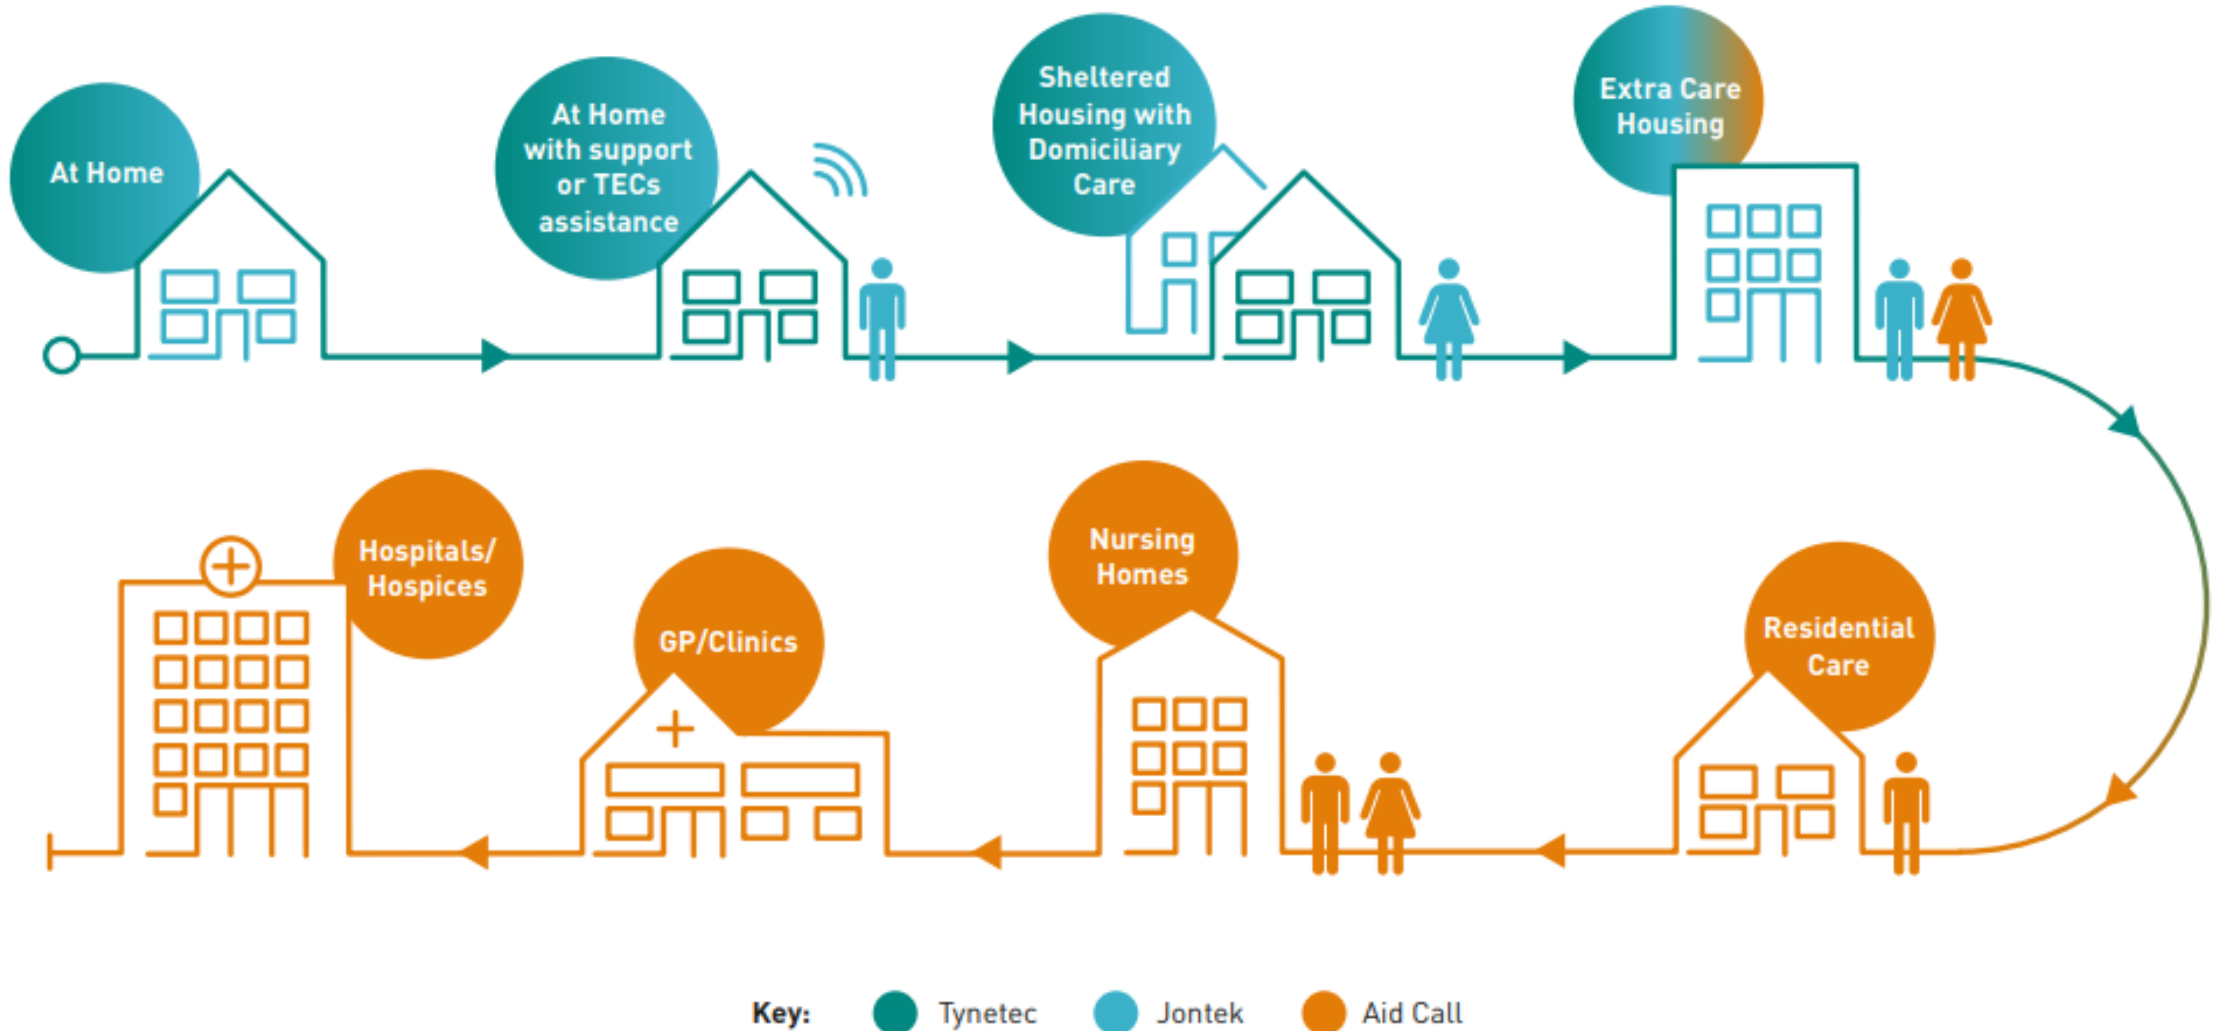 At Home
At Home
with support
or TECs
assistance
Sheltered
Housing with
Domiciliary
Care
Extra Care
Housing
Hospitals/
Hospices
GP/Clinics
Nursing
Homes
Residential
Care
Key: Tynetec Jontek Aid Call